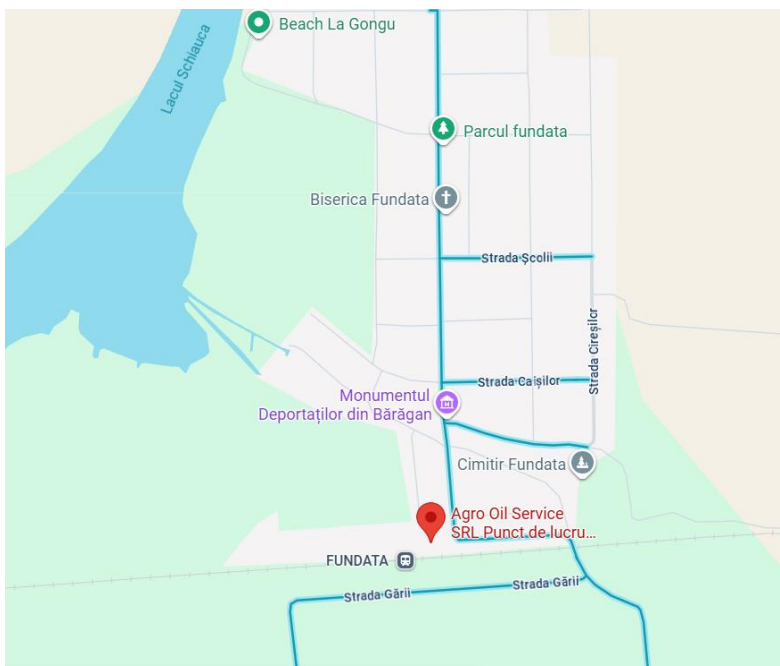 Beach La Gongu
Lacul Schiauca
Parcul fundata
Biserica Fundata
Strada Școlii
Strada Cireșilor
Strada Caișilor
Monumentul
Deportaților din Bărăgan
Cimitir Fundata
Agro Oil Service
SRL Punct de lucru...
FUNDATA
Strada Gării
Strada Gării